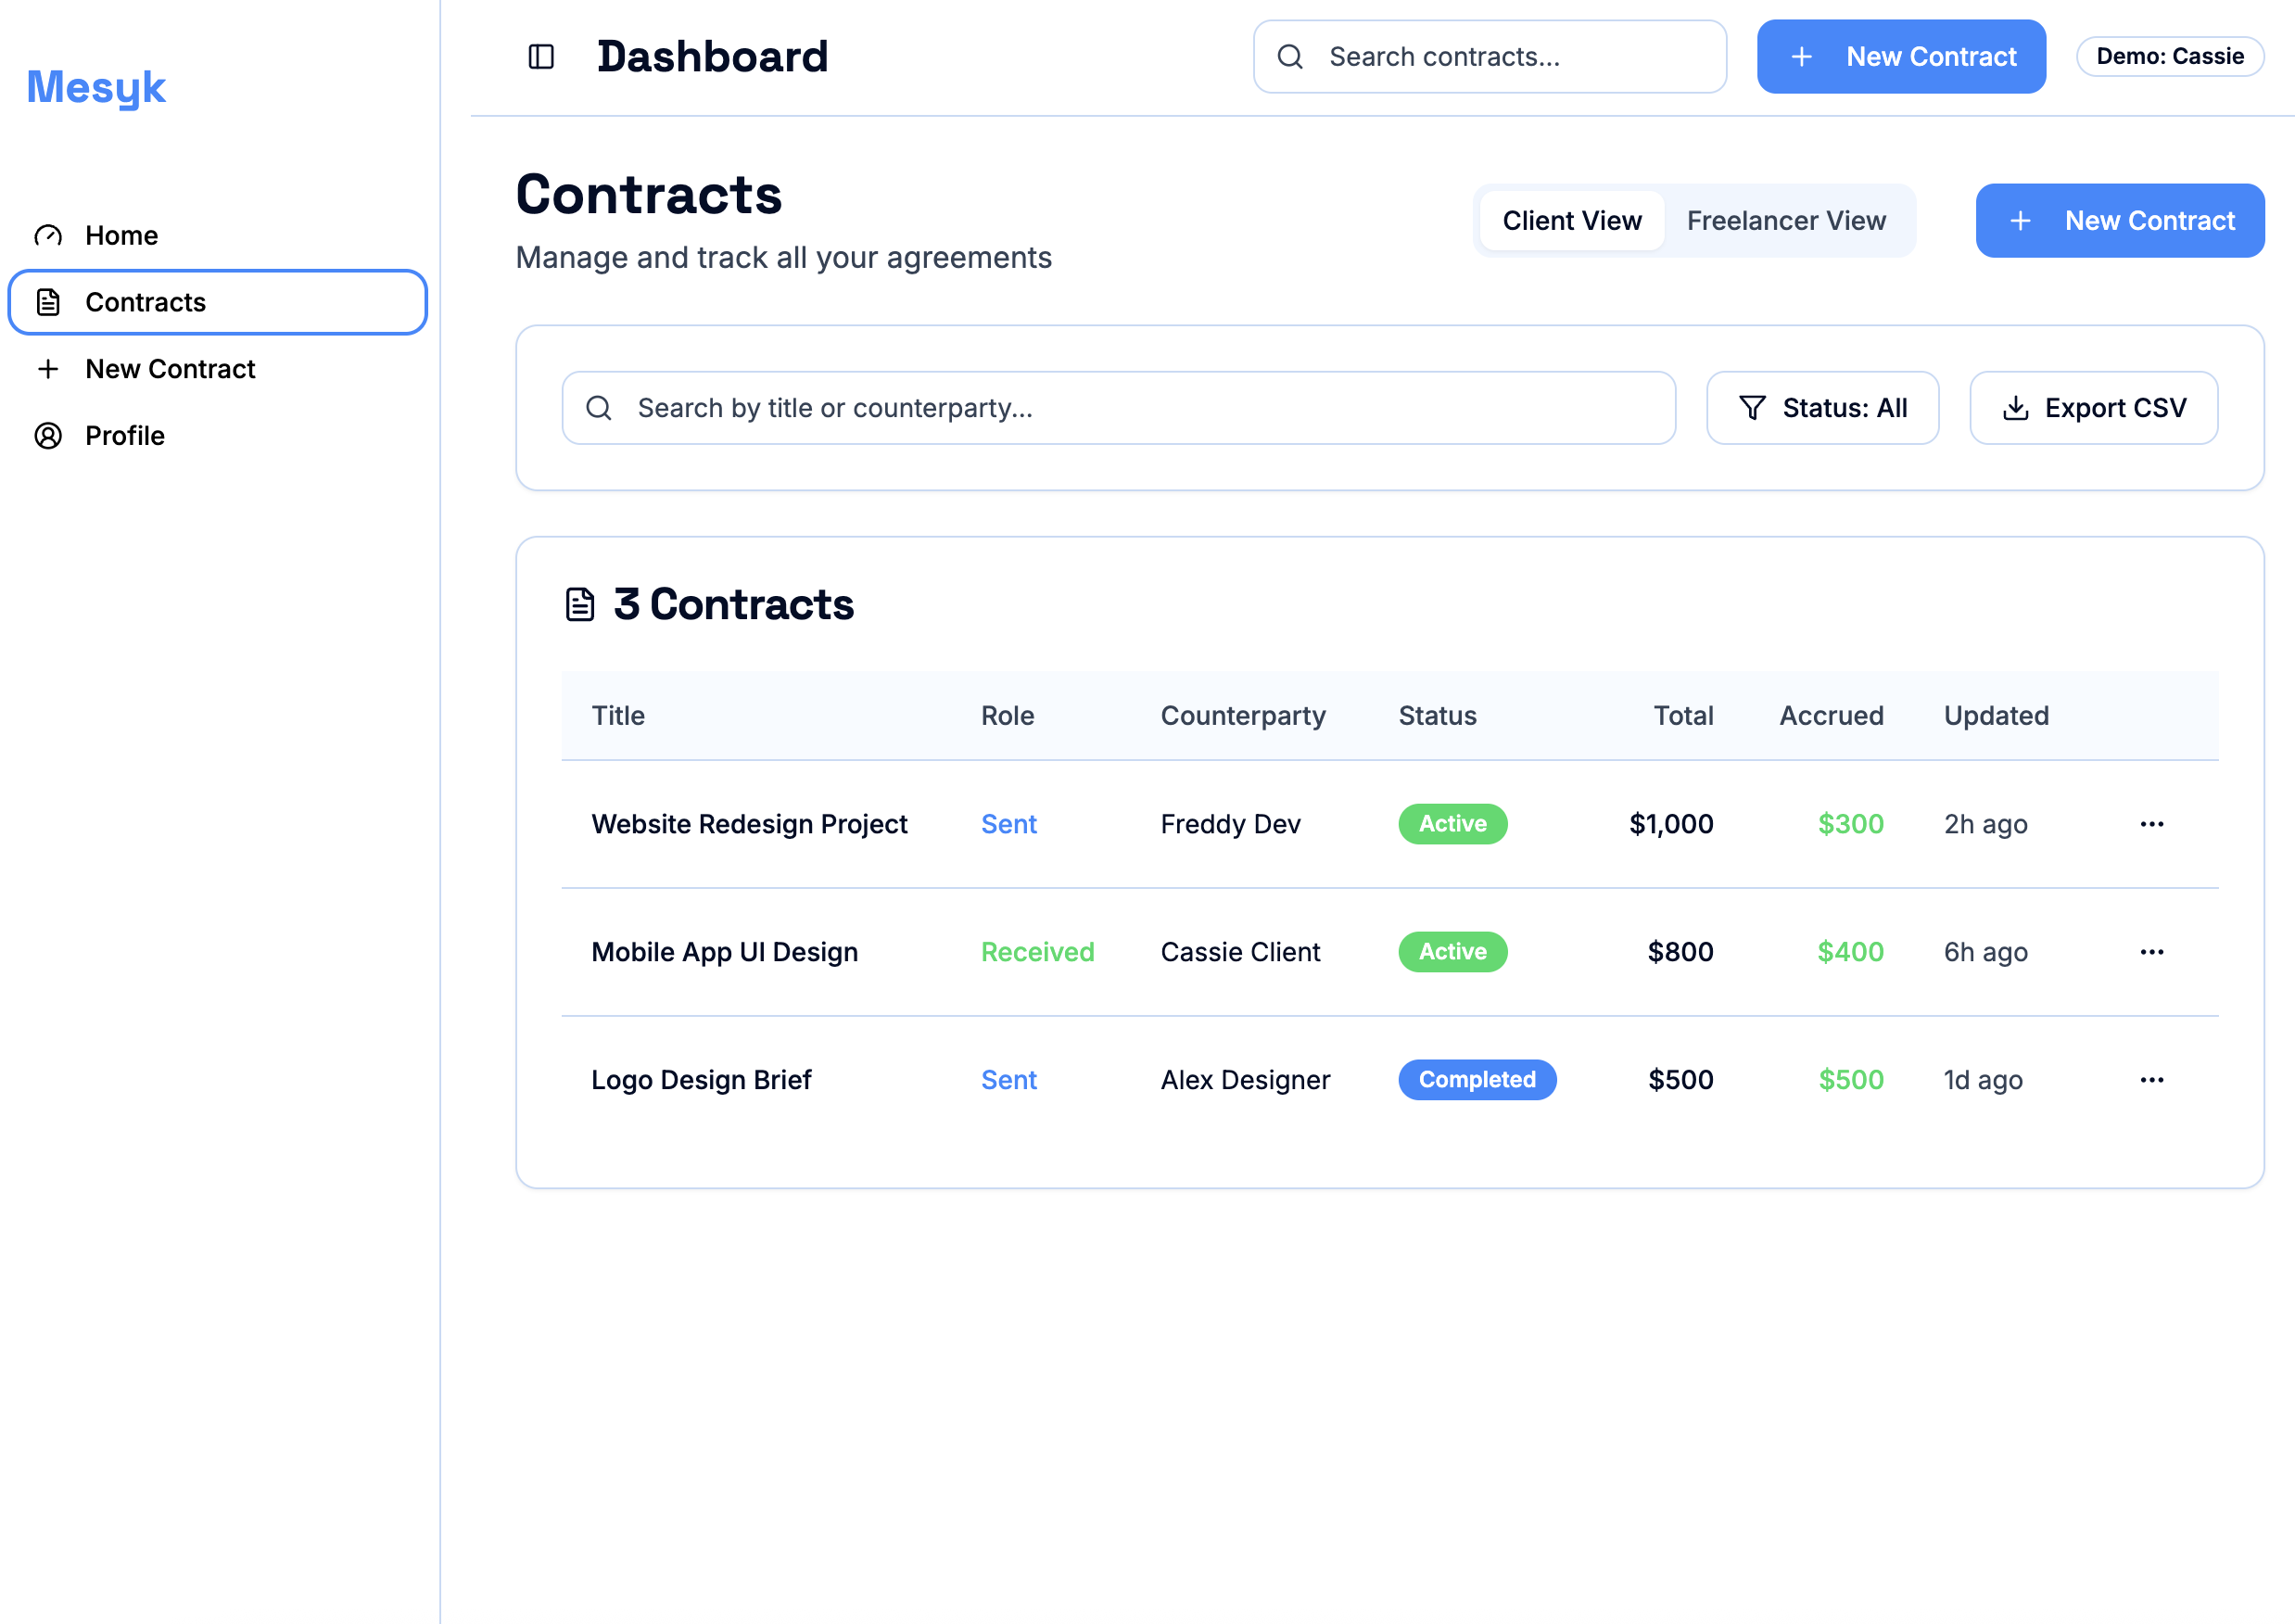 Mesyk
Home
Contracts
New Contract
Profile
Dashboard
Search contracts...
New Contract
Demo: Cassie
Contracts
Manage and track all your agreements
Client View
Freelancer View
New Contract
Search by title or counterparty...
Status: All
Export CSV
3 Contracts
Title Role Counterparty Status Total Accrued Updated
Website Redesign Project Sent Freddy Dev Active $1,000 $300 2h ago
Mobile App UI Design Received Cassie Client Active $800 $400 6h ago
Logo Design Brief Sent Alex Designer Completed $500 $500 1d ago